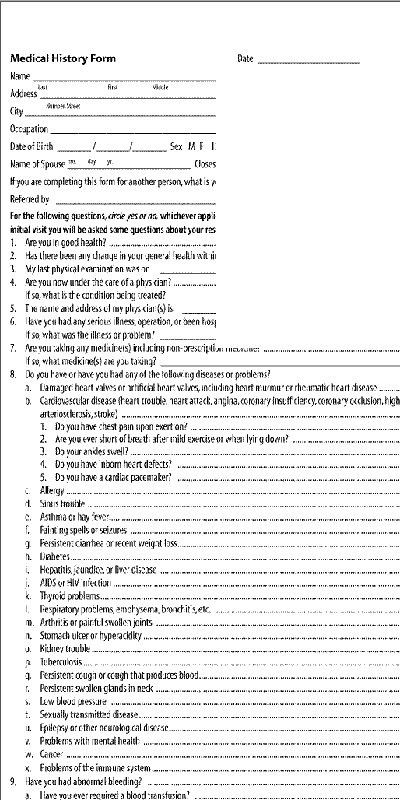 Medical History Form Date
Name
Last First Middle
Address
Number Street
City
Occupation
Date of Birth / / Sex M F
mo. day yr.
Name of Spouse Closes
If you are completing this form for another person, what is y
Referred by
For the following questions, circle yes or no, whichever appli
initial visit you will be asked some questions about your res
1. Are you in good health?
2. Has there been any change in your general health within
3. My last physical examination was on
4. Are you now under the care of a physician?
If so, what is the condition being treated?
5. The name and address of my physician(s) is
6. Have you had any serious illness, operation, or been hosp
If so, what was the illness or problem?
7. Are you taking any medicine(s) including non-prescription medicine?
If so, what medicine(s) are you taking?
8. Do you have or have you had any of the following diseases or problems?
a. Damaged heart valves or artificial heart valves, including heart murmur or rheumatic heart disease
b. Cardiovascular disease (heart trouble, heart attack, angina, coronary insufficiency, coronary occlusion, high
arteriosclerosis, stroke)
1. Do you have chest pain upon exertion?
2. Are you ever short of breath after mild exercise or when lying down?
3. Do your ankles swell?
4. Do you have inborn heart defects?
5. Do you have a cardiac pacemaker?
c. Allergy
d. Sinus trouble
e. Asthma or hay fever
f. Fainting spells or seizures
g. Persistent diarrhea or recent weight loss
h. Diabetes
i. Hepatitis, jaundice, or liver disease
j. AIDS or HIV infection
k. Thyroid problems
l. Respiratory problems, emphysema, bronchitis, etc.
m. Arthritis or painful swollen joints
n. Stomach ulcer or hyperacidity
o. Kidney trouble
p. Tuberculosis
q. Persistent cough or cough that produces blood
r. Persistent swollen glands in neck
s. Low blood pressure
t. Sexually transmitted disease
u. Epilepsy or other neurological disease
v. Problems with mental health
w. Cancer
x. Problems of the immune system
9. Have you had abnormal bleeding?
a. Have you ever required a blood transfusion?